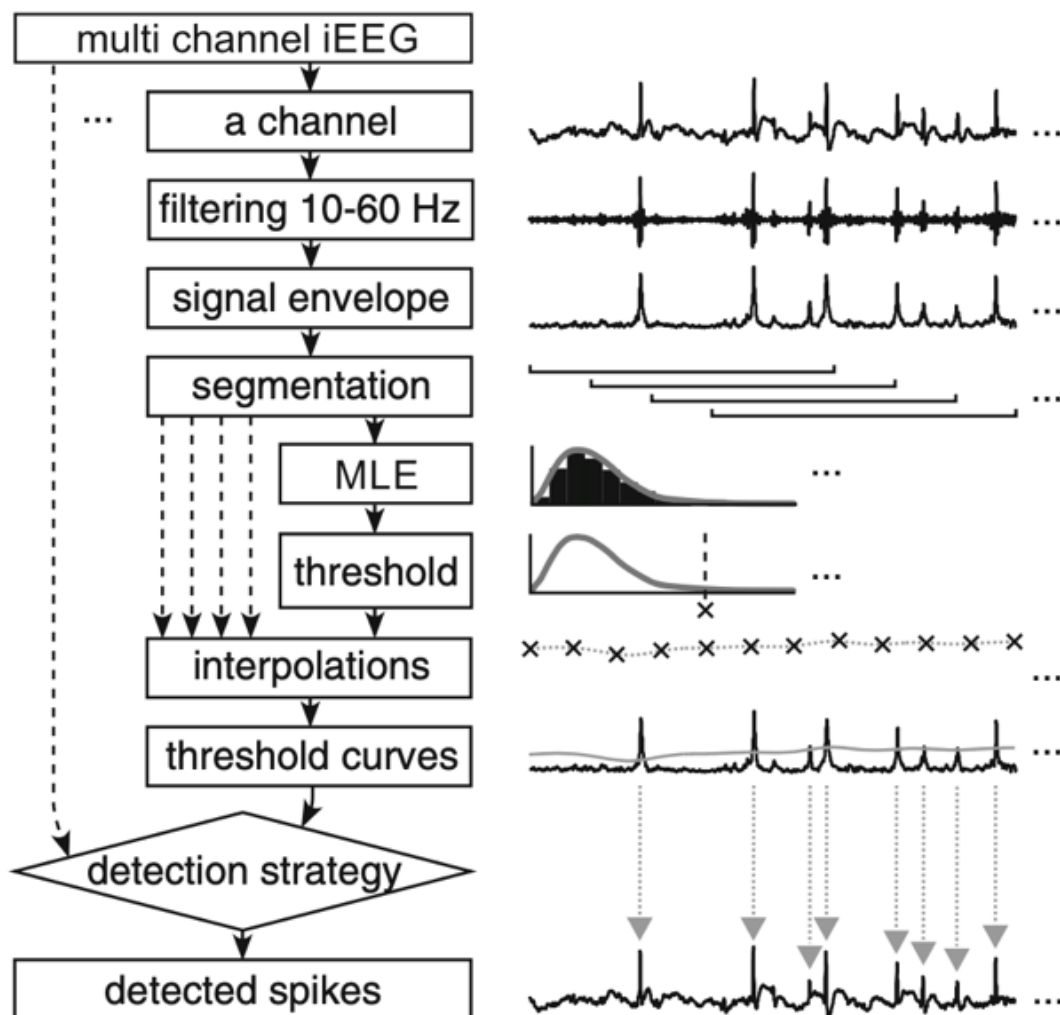 multi channel iEEG
...
a channel
...
filtering 10-60 Hz
...
signal envelope
...
segmentation
...
MLE
...
threshold
...
interpolations
...
threshold curves
...
detection strategy
detected spikes
...